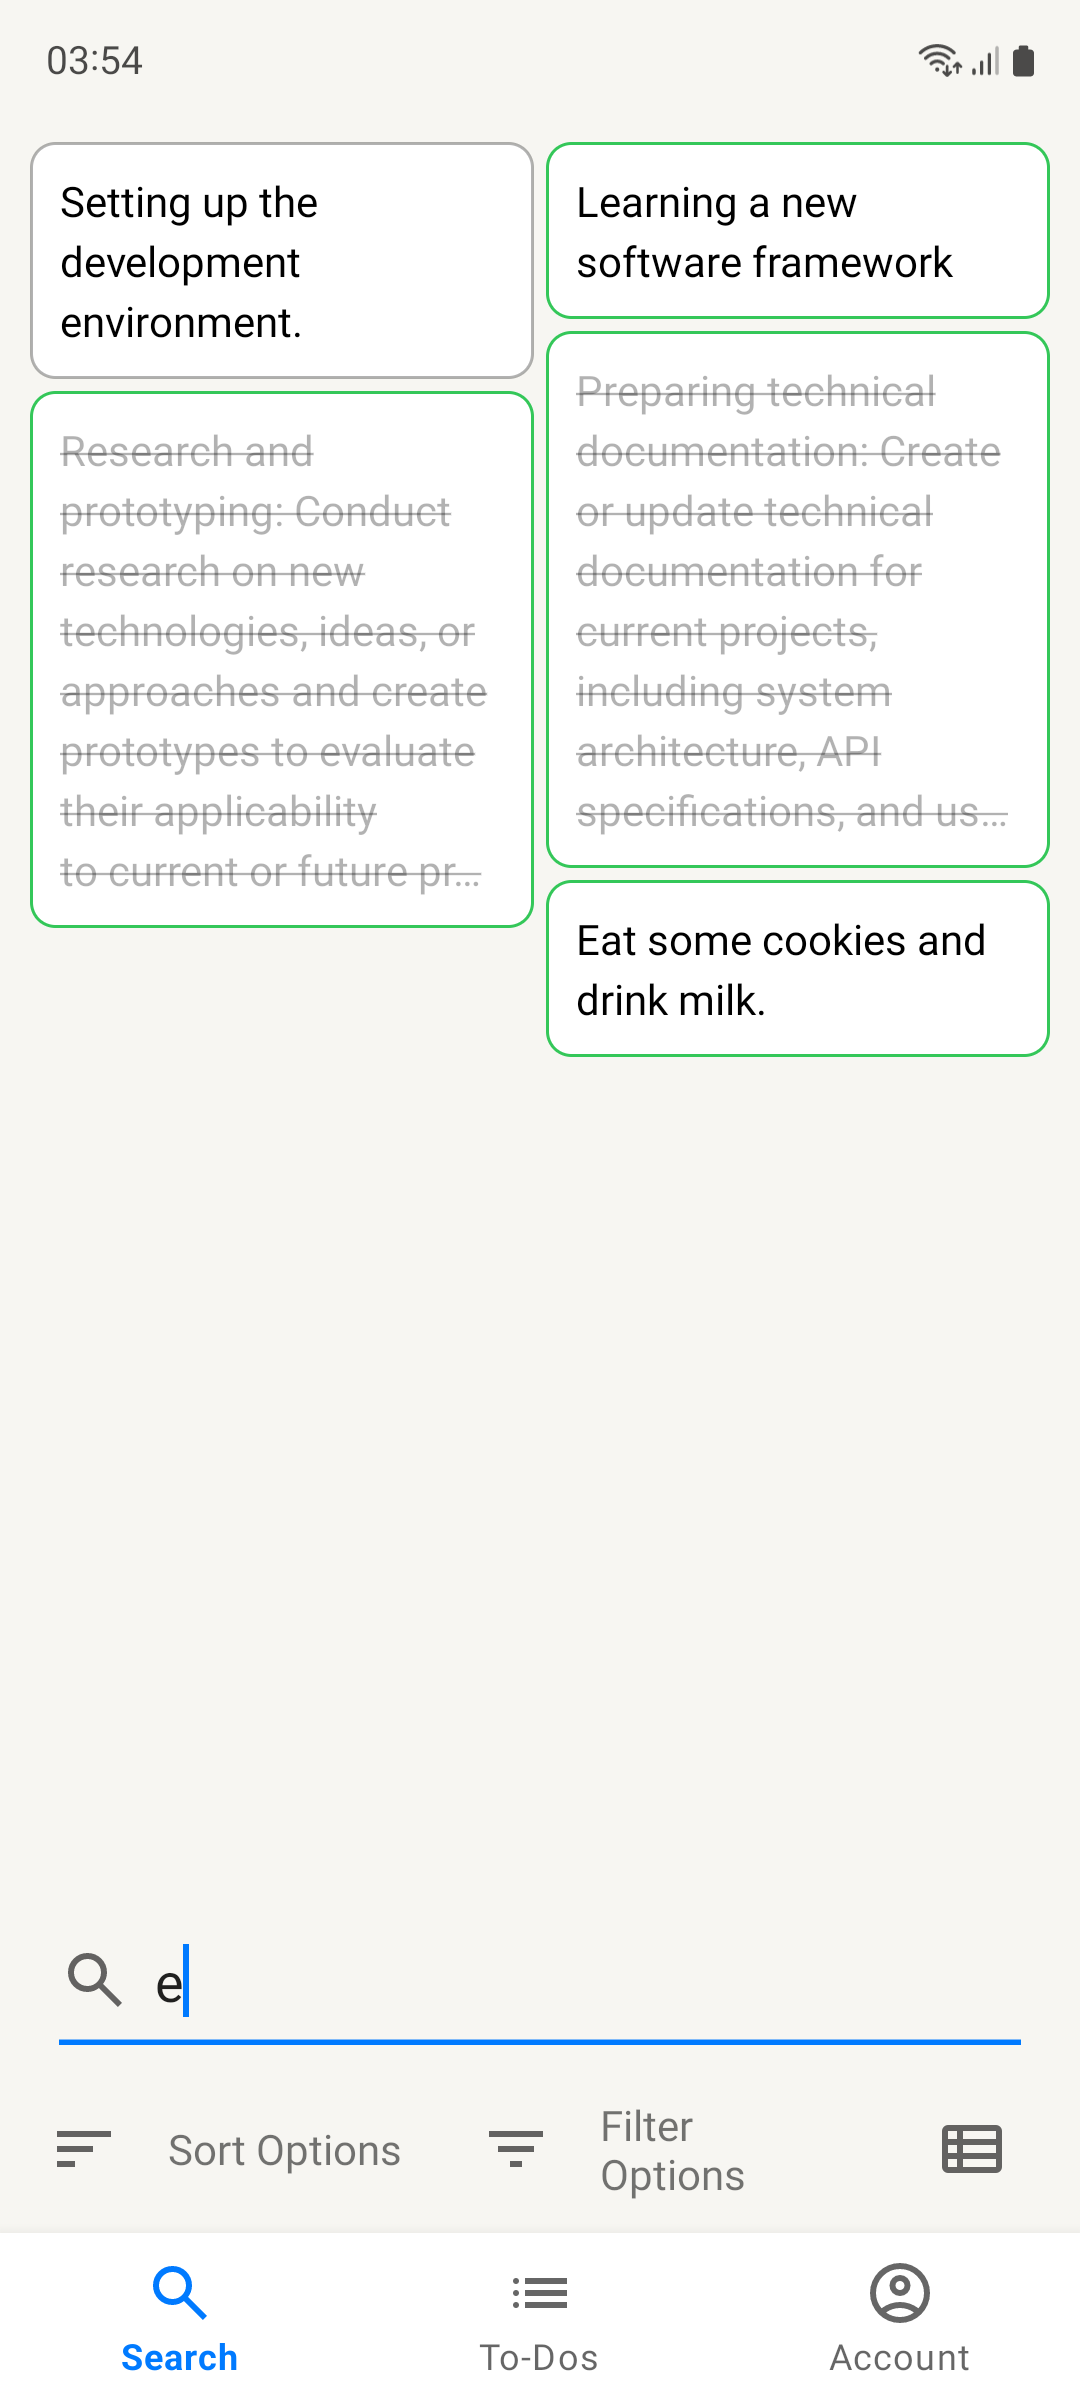 03:54
Setting up the
development
environment.
Research and
prototyping: Conduct
research on new
technologies, ideas, or
approaches and create
prototypes to evaluate
their applicability
to current or future pr...
Learning a new
software framework
Preparing technical
documentation: Create
or update technical
documentation for
current projects,
including system
architecture, API
specifications, and us...
Eat some cookies and
drink milk.
e
Sort Options
Filter
Options
Search
To-Dos
Account